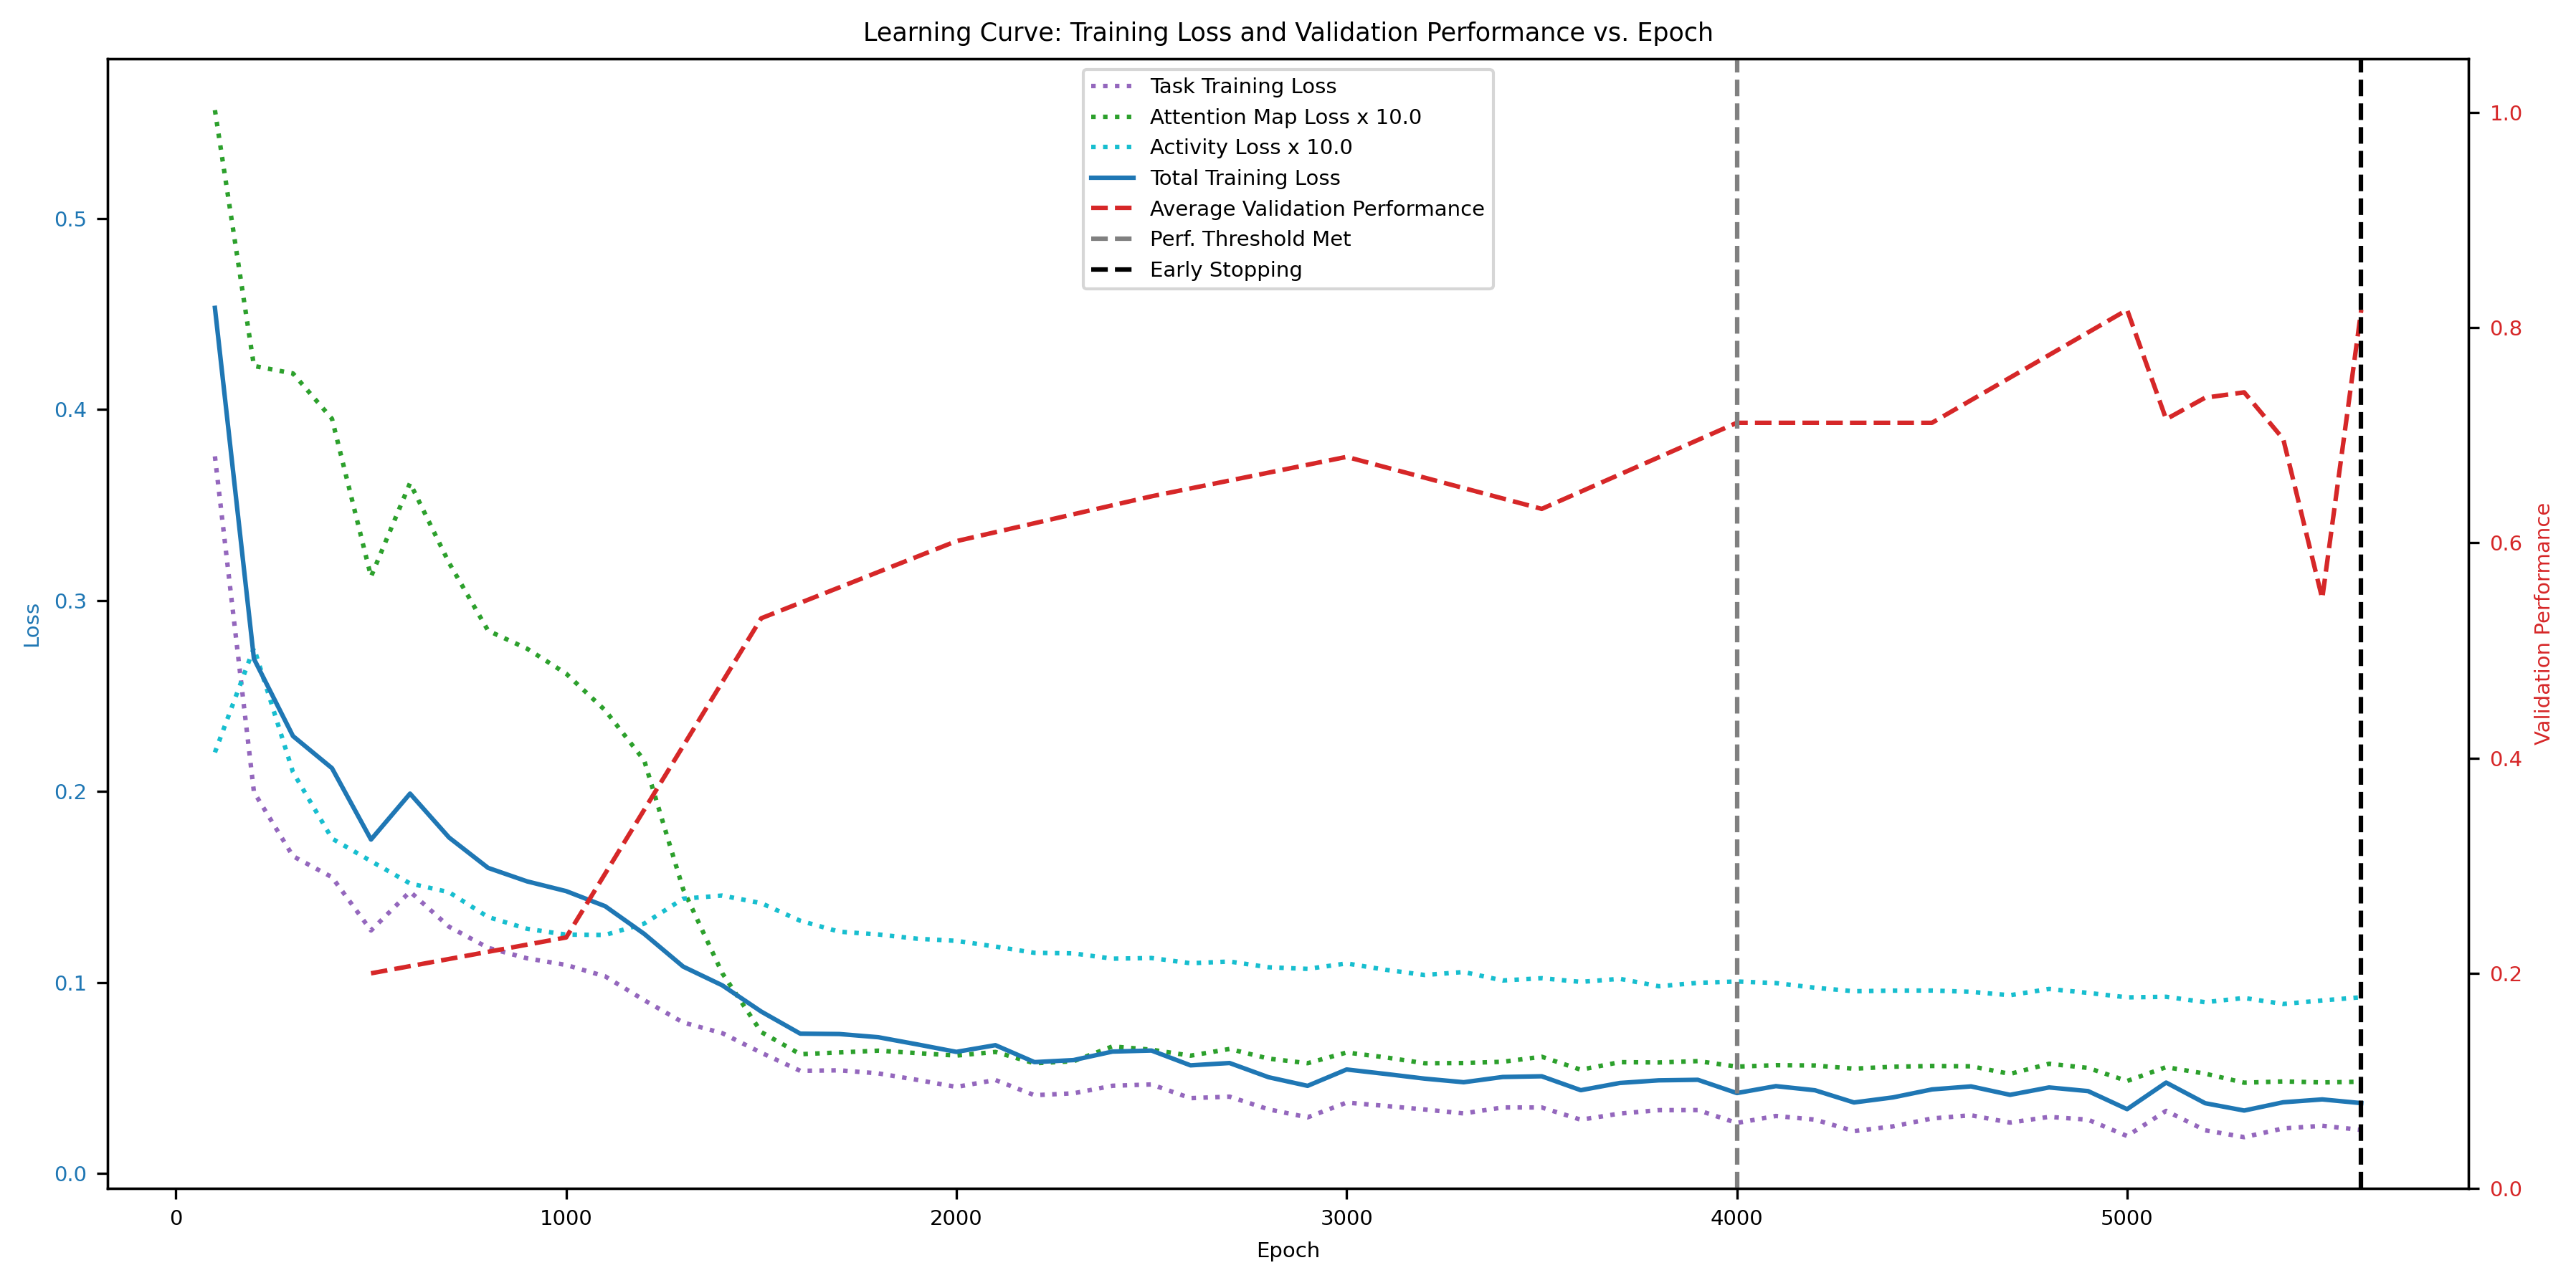 Learning Curve: Training Loss and Validation Performance vs. Epoch
Task Training Loss
Attention Map Loss x 10.0
Activity Loss x 10.0
Total Training Loss
Average Validation Performance
Perf. Threshold Met
Early Stopping
Loss
0.5
0.4
0.3
0.2
0.1
0.0
1.0
0.8
0.6
0.4
0.2
0.0
Validation Performance
0 1000 2000 3000 4000 5000
Epoch